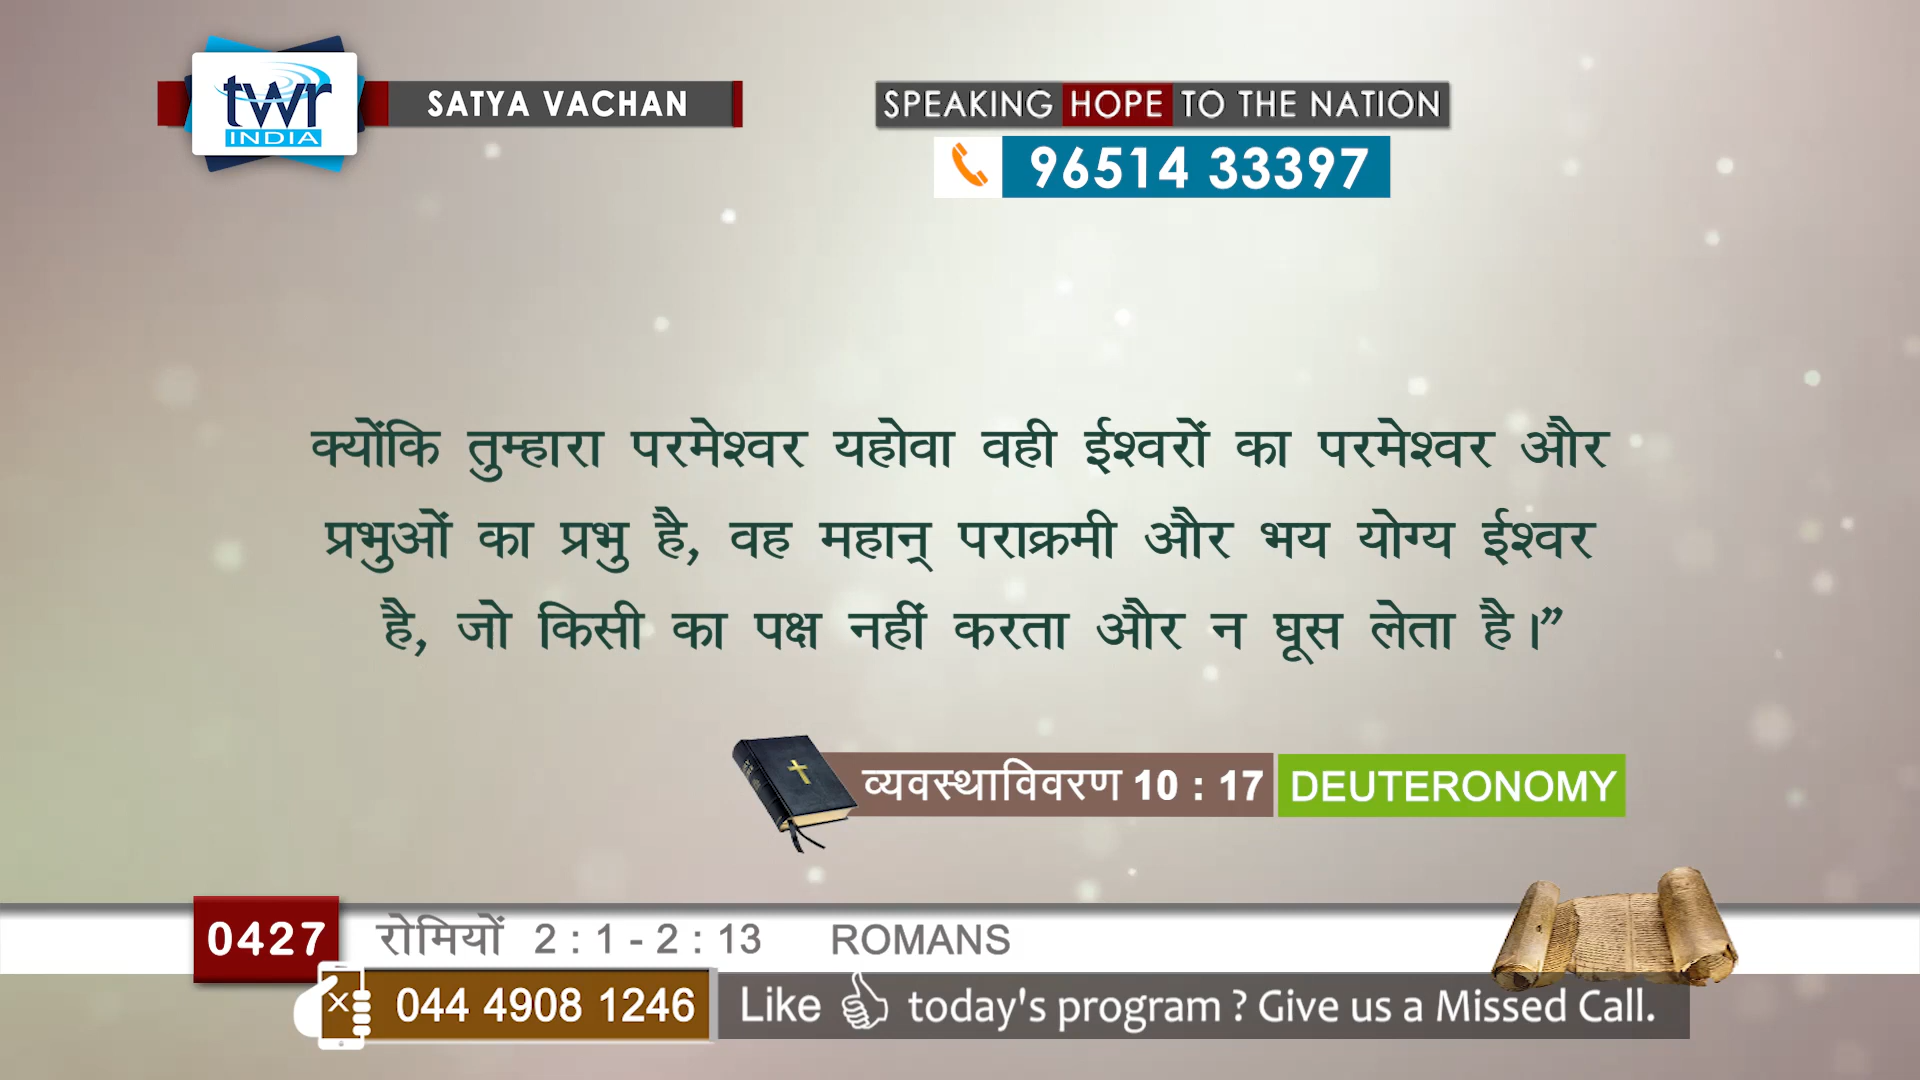 twr
INDIA
SATYA VACHAN
SPEAKING HOPE TO THE NATION
96514 33397
क्योंकि तुम्हारा परमेश्वर यहोवा वही ईश्वरों का परमेश्वर और
प्रभुओं का प्रभु है, वह महान् पराक्रमी और भय योग्य ईश्वर
है, जो किसी का पक्ष नहीं करता और न घूस लेता है।”
व्यवस्थाविवरण 10 : 17 DEUTERONOMY
0427 रोमियों 2 : 1 - 2 : 13 ROMANS
044 4908 1246 Like today's program ? Give us a Missed Call.